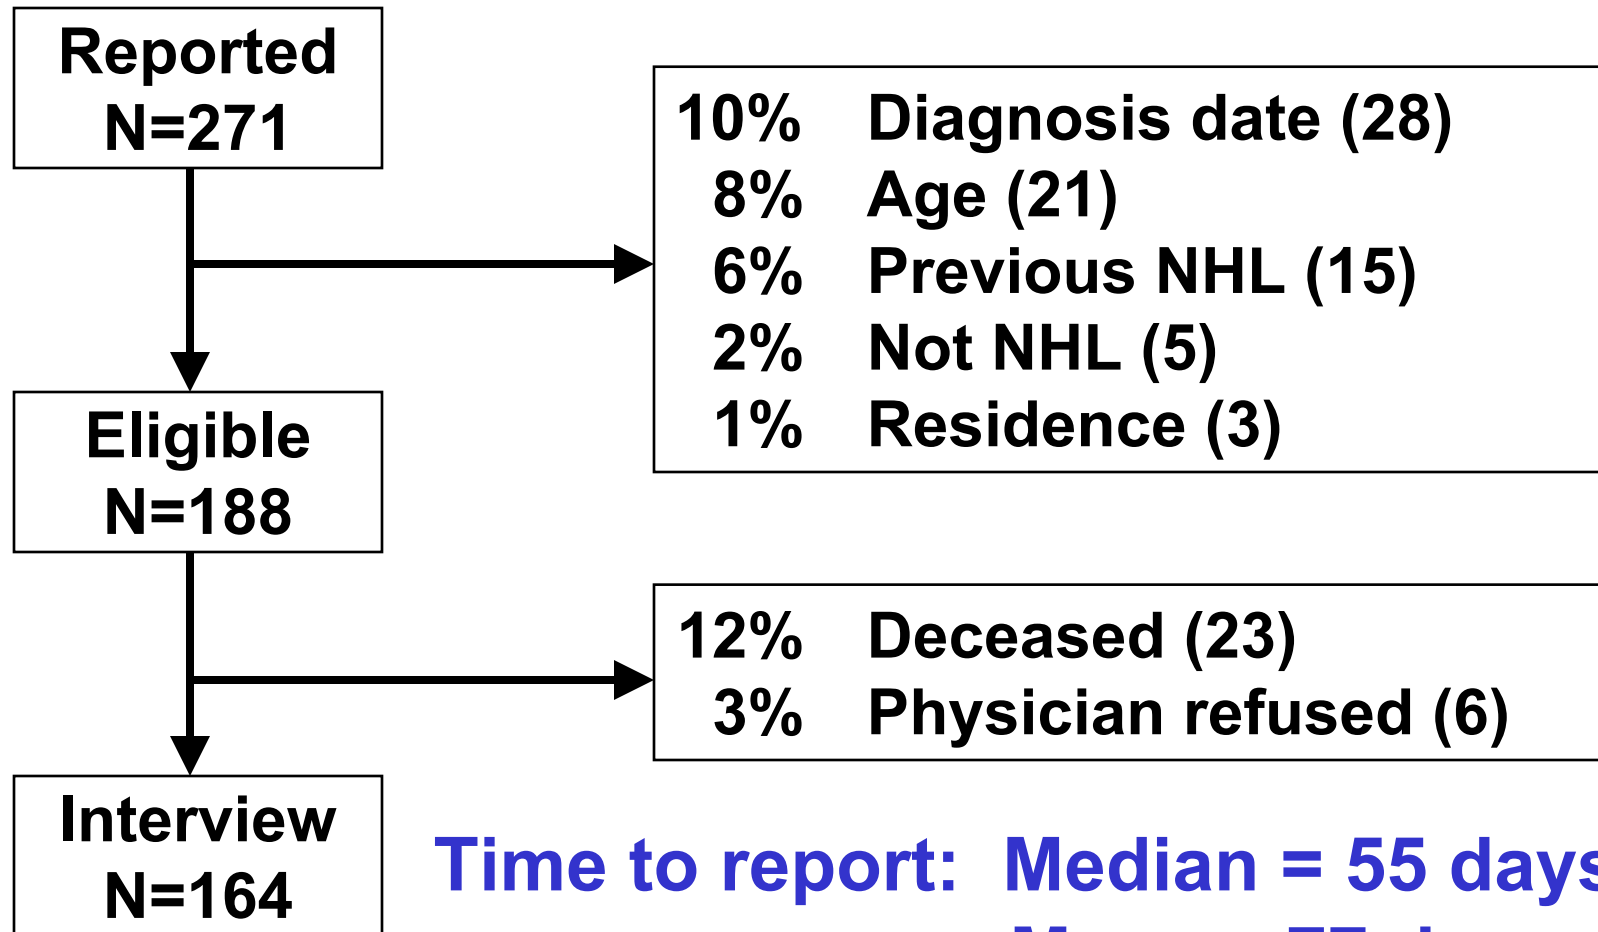 Reported
N=271
10% Diagnosis date (28)
8% Age (21)
6% Previous NHL (15)
2% Not NHL (5)
1% Residence (3)
Eligible
N=188
12% Deceased (23)
3% Physician refused (6)
Interview
N=164
Time to report: Median = 55 days